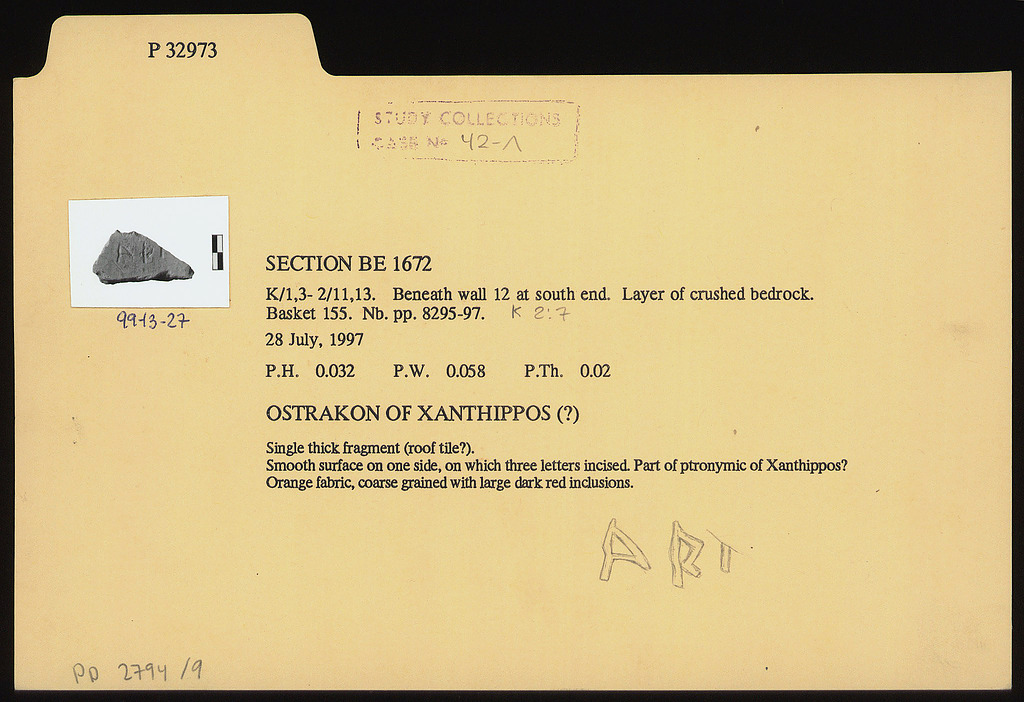 P 32973
STUDY COLLECTIONS
CASE No 42-Λ
SECTION BE 1672
K/1,3- 2/11,13. Beneath wall 12 at south end. Layer of crushed bedrock.
Basket 155. Nb. pp. 8295-97. K 2:7
99-13-27
28 July, 1997
P.H. 0.032 P.W. 0.058 P.Th. 0.02
OSTRAKON OF XANTHIPPOS (?)
Single thick fragment (roof tile?).
Smooth surface on one side, on which three letters incised. Part of ptronymic of Xanthippos?
Orange fabric, coarse grained with large dark red inclusions.
ΑRΙ
PD 2794 /9